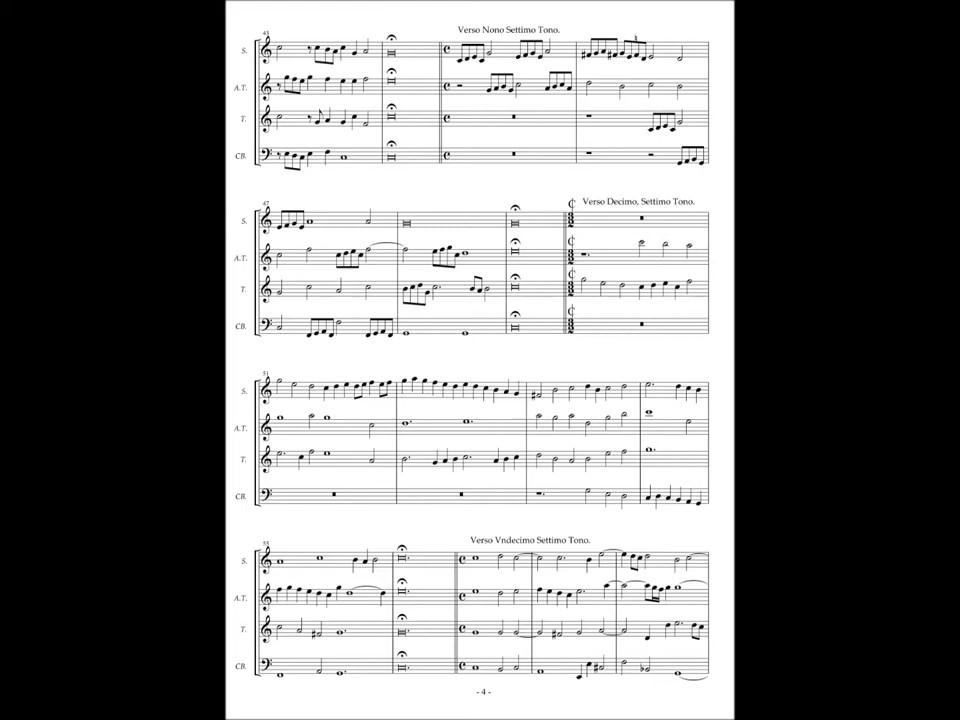 Verso Nono Settimo Tono.
43
S.
A.T.
T.
CB.
Verso Decimo, Settimo Tono.
47
S.
A.T.
T.
CB.
51
S.
A.T.
T.
CB.
Verso Vndecimo Settimo Tono.
55
S.
A.T.
T.
CB.
- 4 -